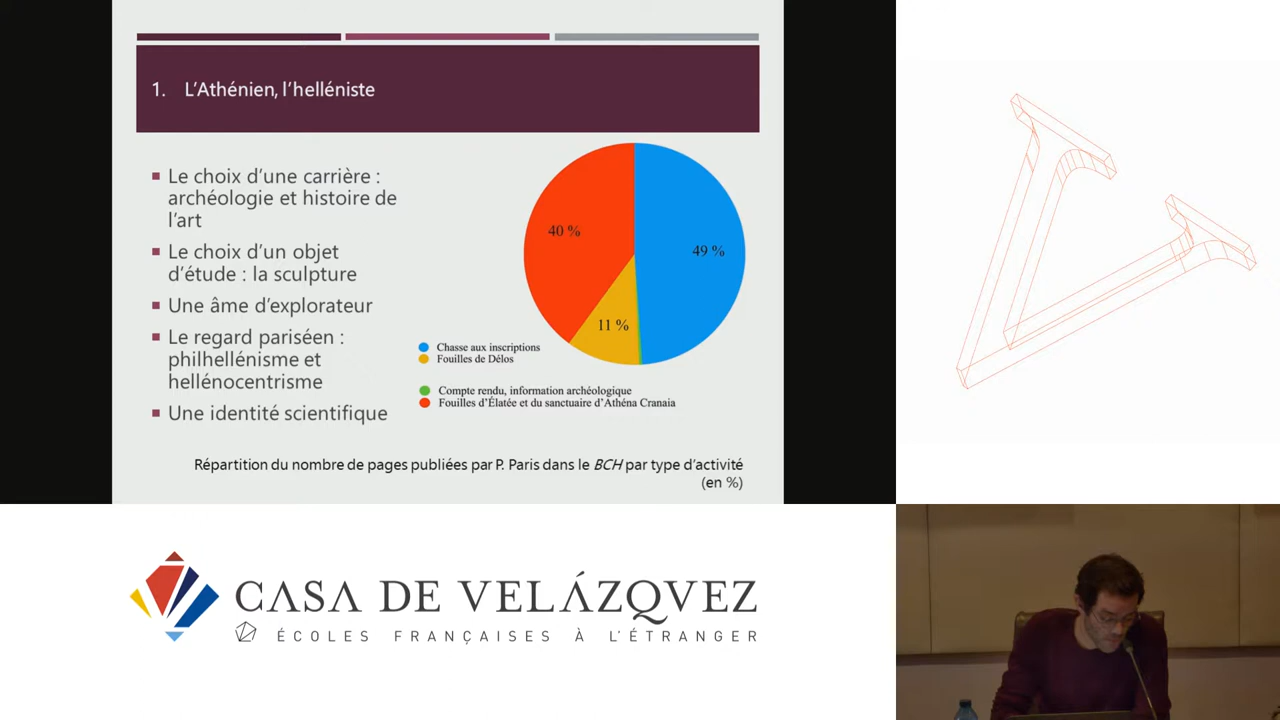 1. L'Athénien, l'helléniste
Le choix d'une carrière :
archéologie et histoire de
l'art
Le choix d'un objet
d'étude : la sculpture
Une âme d'explorateur
Le regard pariséen :
philhellénisme et
hellénocentrisme
Une identité scientifique
40 %
49 %
11 %
Chasse aux inscriptions
Fouilles de Délos
Compte rendu, information archéologique
Fouilles d'Élatée et du sanctuaire d'Athéna Cranaia
Répartition du nombre de pages publiées par P. Paris dans le BCH par type d'activité
(en %)
CASA DE VELÁZQVEZ
ÉCOLES FRANÇAISES À L'ÉTRANGER